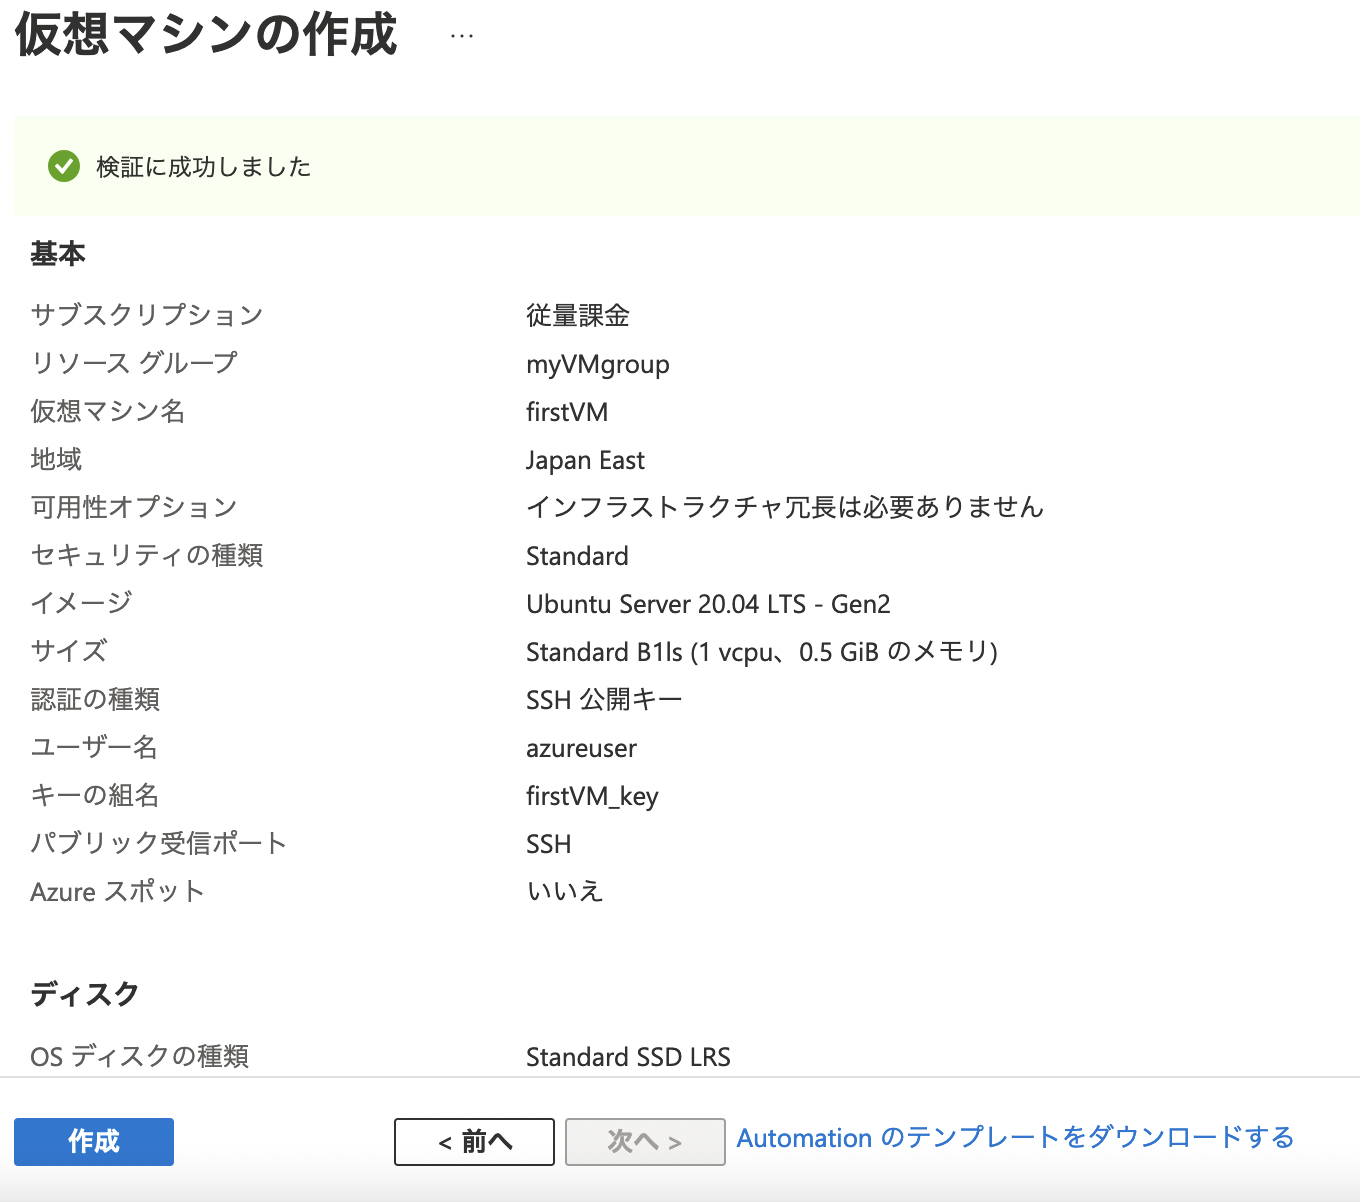 仮想マシンの作成 ...
検証に成功しました
基本
サブスクリプション 従量課金
リソース グループ myVMgroup
仮想マシン名 firstVM
地域 Japan East
可用性オプション インフラストラクチャ冗長は必要ありません
セキュリティの種類 Standard
イメージ Ubuntu Server 20.04 LTS - Gen2
サイズ Standard B1ls (1 vcpu、0.5 GiB のメモリ)
認証の種類 SSH 公開キー
ユーザー名 azureuser
キーの組名 firstVM_key
パブリック受信ポート SSH
Azure スポット いいえ
ディスク
OS ディスクの種類 Standard SSD LRS
作成 < 前へ 次へ > Automation のテンプレートをダウンロードする